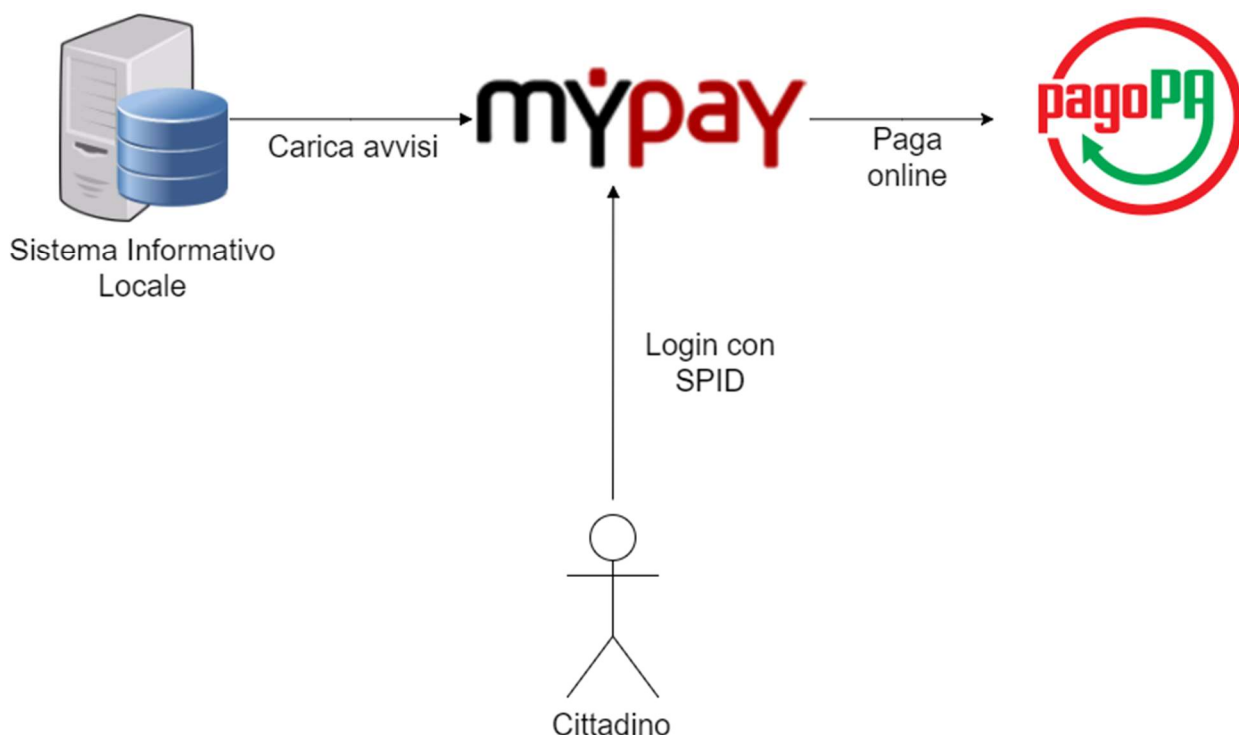 mypay
pagoPA
Carica avvisi
Paga
online
Sistema Informativo
Locale
Login con
SPID
Cittadino